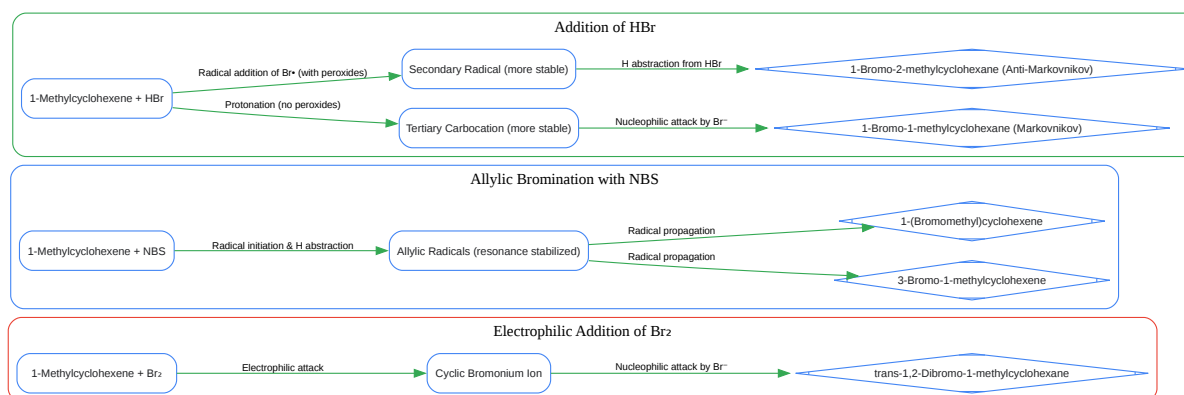 Addition of HBr
1-Methylcyclohexene + HBr
Radical addition of Br• (with peroxides)
Secondary Radical (more stable)
H abstraction from HBr
1-Bromo-2-methylcyclohexane (Anti-Markovnikov)
Protonation (no peroxides)
Tertiary Carbocation (more stable)
Nucleophilic attack by Br⁻
1-Bromo-1-methylcyclohexane (Markovnikov)
Allylic Bromination with NBS
1-Methylcyclohexene + NBS
Radical initiation & H abstraction
Allylic Radicals (resonance stabilized)
Radical propagation
1-(Bromomethyl)cyclohexene
Radical propagation
3-Bromo-1-methylcyclohexene
Electrophilic Addition of Br₂
1-Methylcyclohexene + Br₂
Electrophilic attack
Cyclic Bromonium Ion
Nucleophilic attack by Br⁻
trans-1,2-Dibromo-1-methylcyclohexane